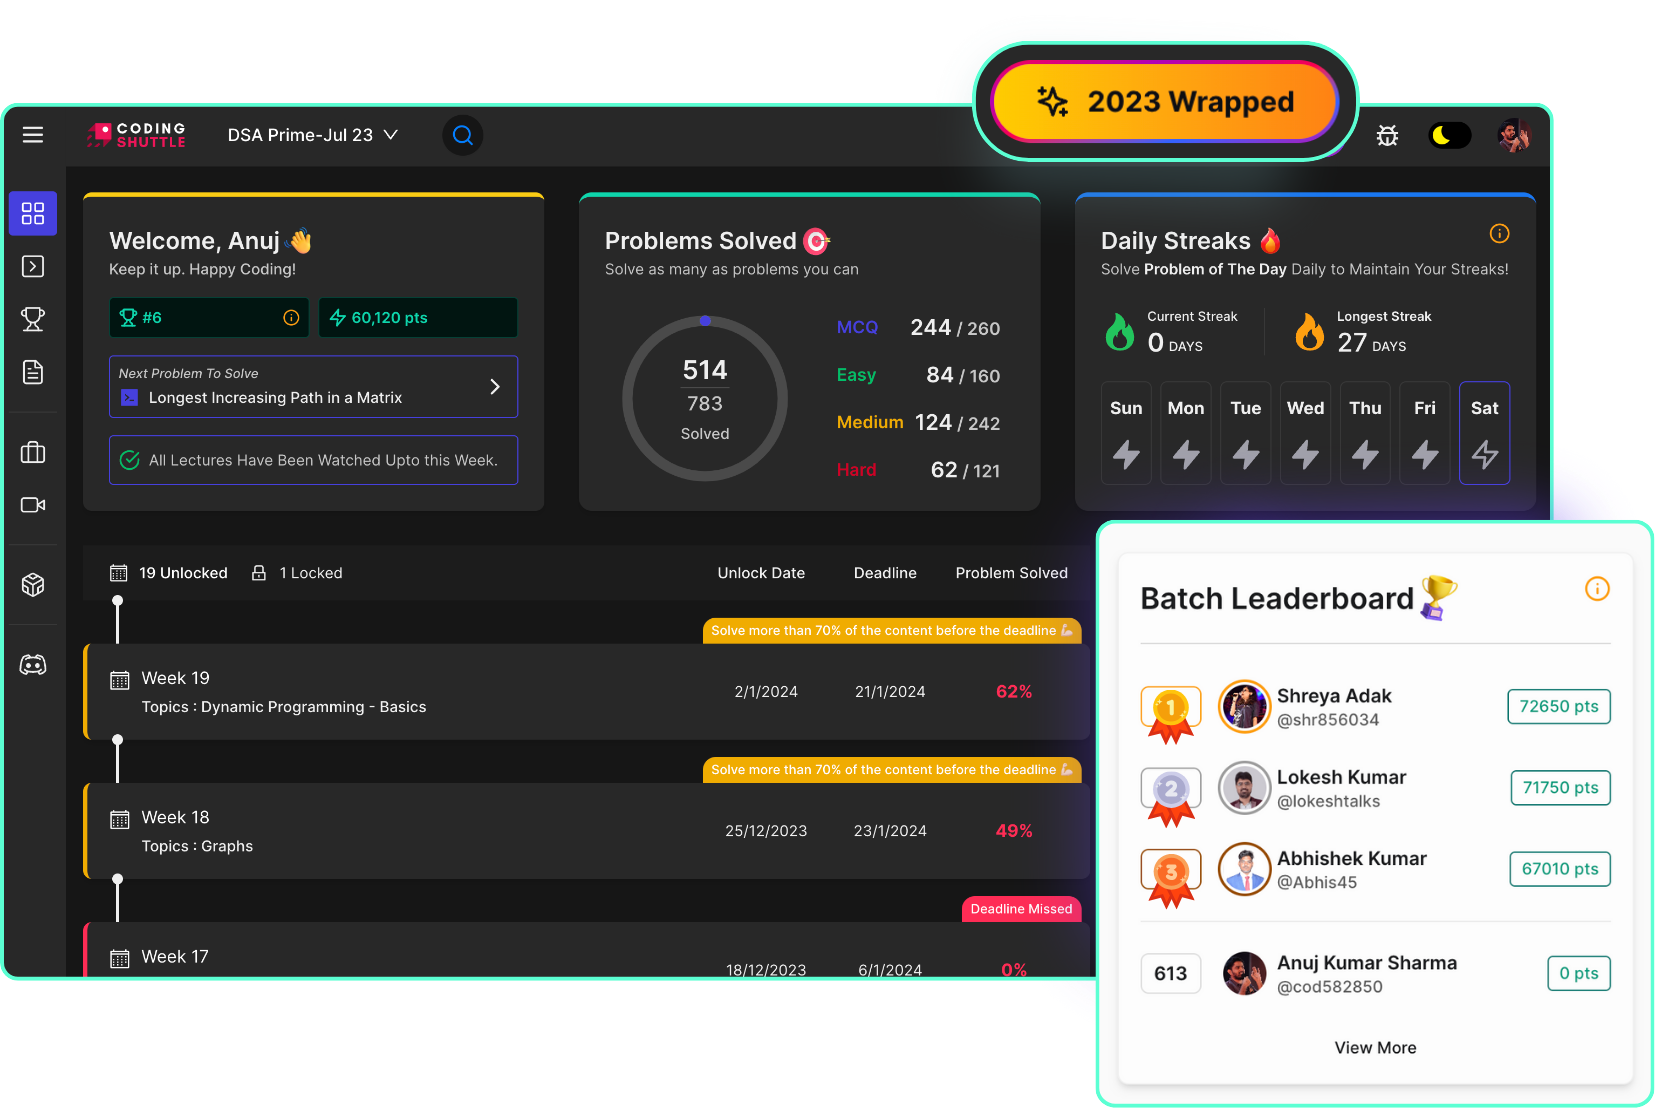 2023 Wrapped
CODING
SHUTTLE
DSA Prime-Jul 23
Welcome, Anuj
Keep it up. Happy Coding!
#6
60,120 pts
Next Problem To Solve
Longest Increasing Path in a Matrix
All Lectures Have Been Watched Upto this Week.
Problems Solved
Solve as many as problems you can
514
783
Solved
MCQ 244 / 260
Easy 84 / 160
Medium 124 / 242
Hard 62 / 121
Daily Streaks
Solve Problem of The Day Daily to Maintain Your Streaks!
Current Streak
0 DAYS
Longest Streak
27 DAYS
Sun Mon Tue Wed Thu Fri Sat
19 Unlocked 1 Locked Unlock Date Deadline Problem Solved
Solve more than 70% of the content before the deadline
Week 19
Topics : Dynamic Programming - Basics
2/1/2024 21/1/2024 62%
Solve more than 70% of the content before the deadline
Week 18
Topics : Graphs
25/12/2023 23/1/2024 49%
Deadline Missed
Week 17
18/12/2023 6/1/2024 0%
Batch Leaderboard
1
Shreya Adak
@shr856034
72650 pts
2
Lokesh Kumar
@lokeshtalks
71750 pts
3
Abhishek Kumar
@Abhis45
67010 pts
613
Anuj Kumar Sharma
@cod582850
0 pts
View More